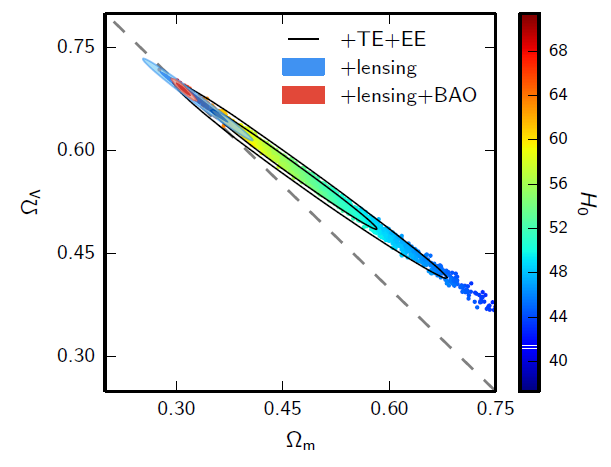 +TE+EE
+lensing
+lensing+BAO
0.75
0.60
0.45
0.30
Ω_Λ
0.30 0.45 0.60 0.75
Ω_m
68
64
60
56
52
48
44
40
H_0